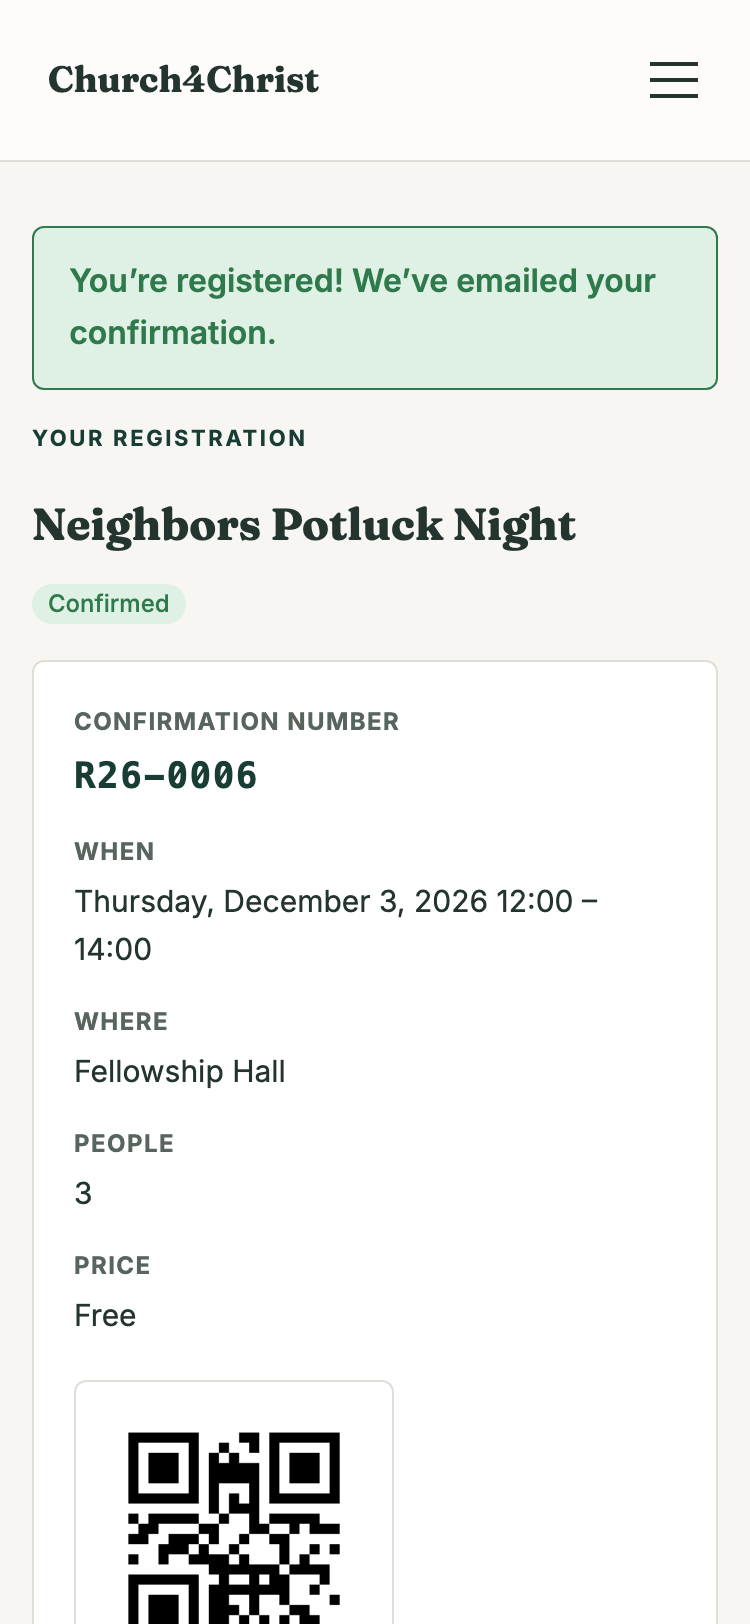 Church4Christ
You’re registered! We’ve emailed your
confirmation.
YOUR REGISTRATION
Neighbors Potluck Night
Confirmed
CONFIRMATION NUMBER
R26–0006
WHEN
Thursday, December 3, 2026 12:00 –
14:00
WHERE
Fellowship Hall
PEOPLE
3
PRICE
Free